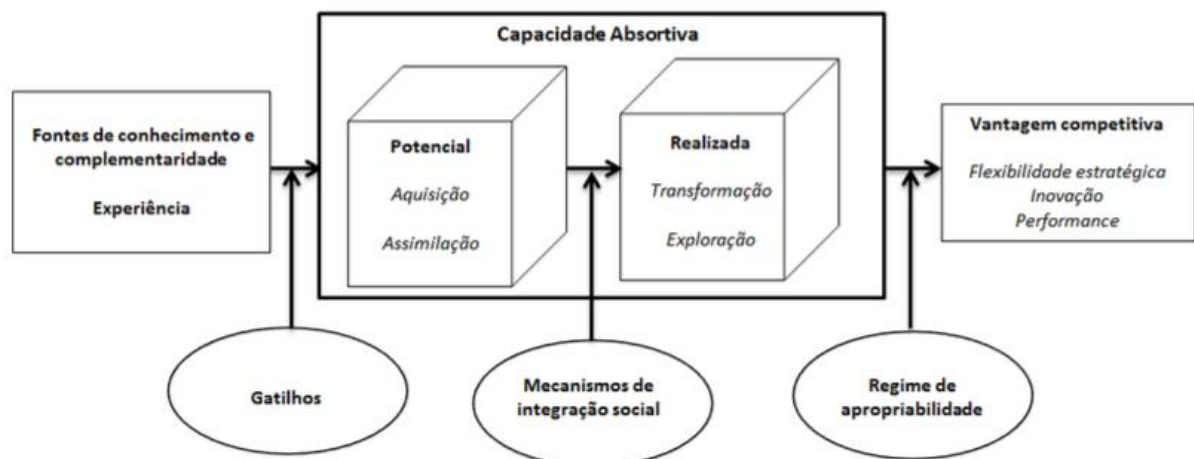 Capacidade Absortiva
Fontes de conhecimento e
complementaridade
Experiência
Potencial
Aquisição
Assimilação
Realizada
Transformação
Exploração
Vantagem competitiva
Flexibilidade estratégica
Inovação
Performance
Gatilhos
Mecanismos de
integração social
Regime de
apropriabilidade